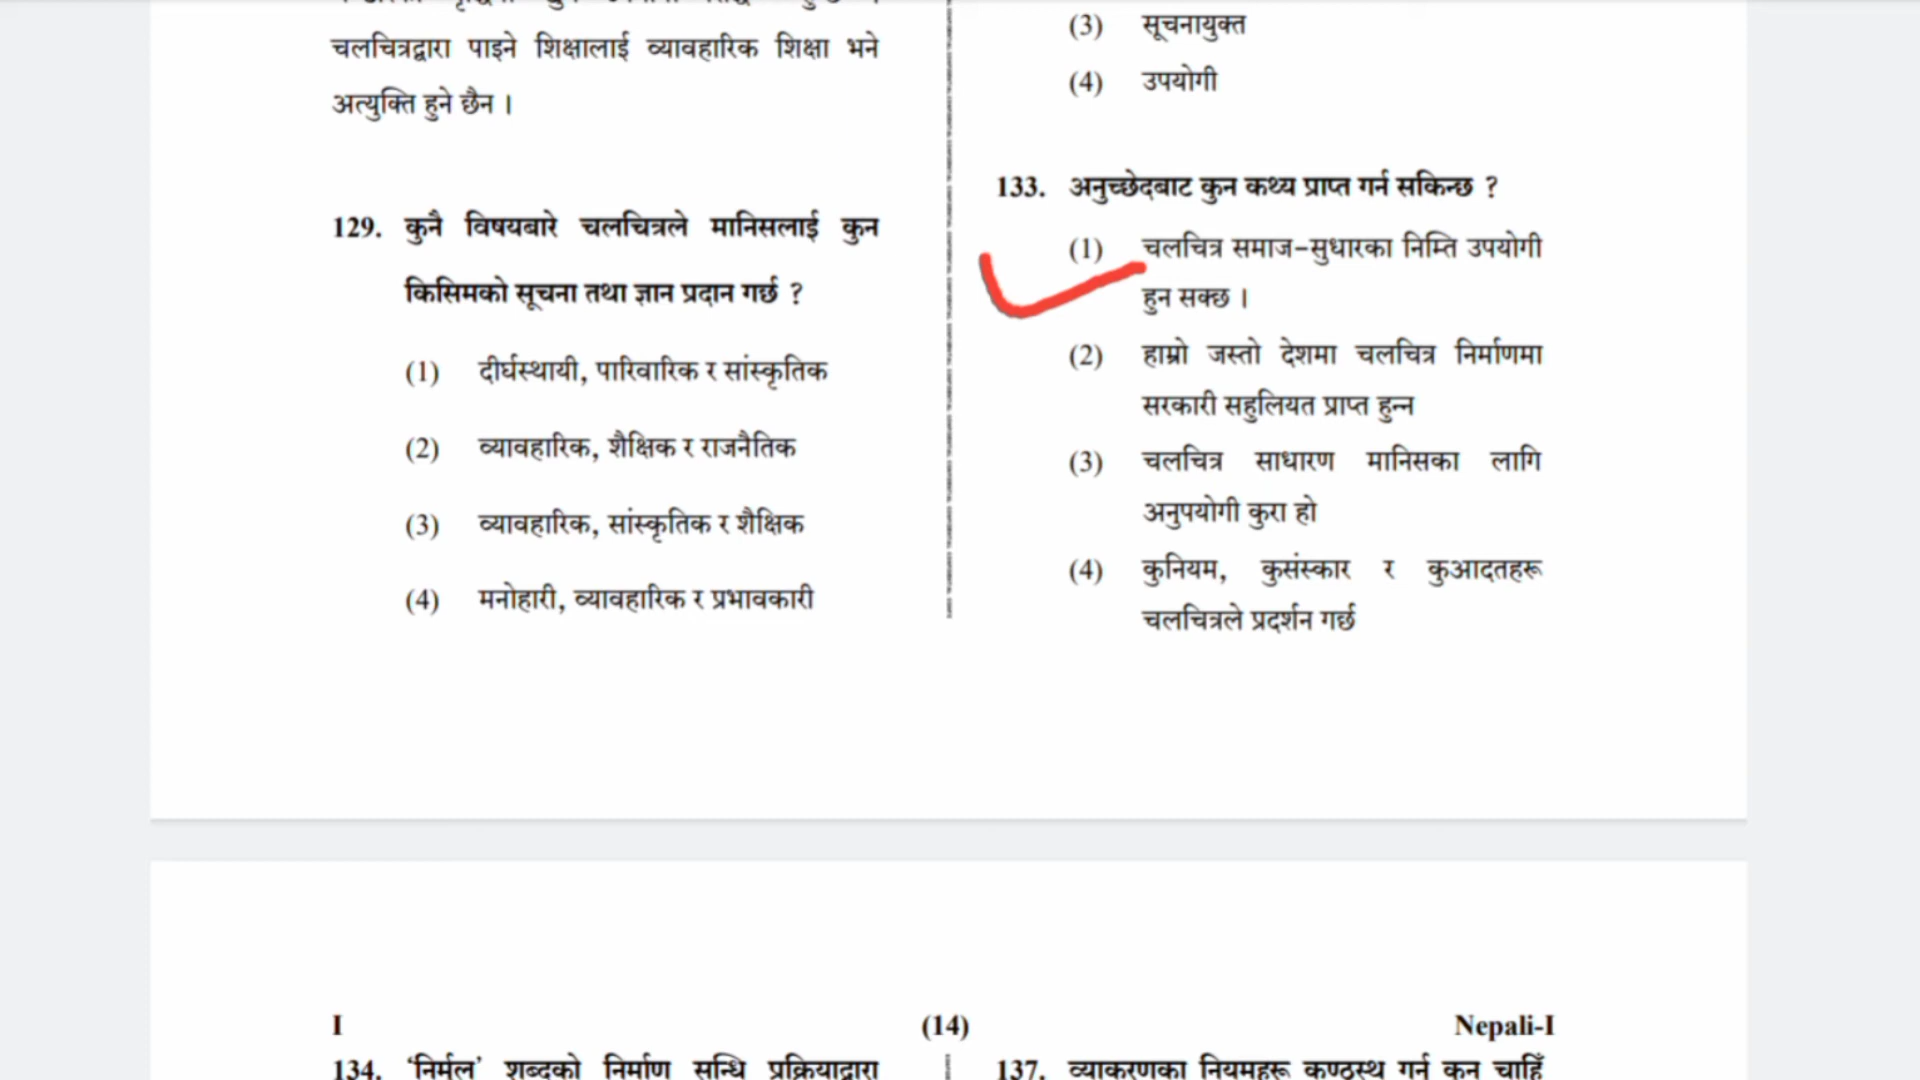 चलचित्रद्वारा पाइने शिक्षालाई व्यावहारिक शिक्षा भने
अत्युक्ति हुने छैन ।
129. कुनै विषयबारे चलचित्रले मानिसलाई कुन
किसिमको सूचना तथा ज्ञान प्रदान गर्छ ?
(1) दीर्घस्थायी, पारिवारिक र सांस्कृतिक
(2) व्यावहारिक, शैक्षिक र राजनैतिक
(3) व्यावहारिक, सांस्कृतिक र शैक्षिक
(4) मनोहारी, व्यावहारिक र प्रभावकारी
(3) सूचनायुक्त
(4) उपयोगी
133. अनुच्छेदबाट कुन कथ्य प्राप्त गर्न सकिन्छ ?
(1) चलचित्र समाज-सुधारका निम्ति उपयोगी
हुन सक्छ ।
(2) हाम्रो जस्तो देशमा चलचित्र निर्माणमा
सरकारी सहुलियत प्राप्त हुन्न
(3) चलचित्र साधारण मानिसका लागि
अनुपयोगी कुरा हो
(4) कुनियम, कुसंस्कार र कुआदतहरू
चलचित्रले प्रदर्शन गर्छ
I (14) Nepali-I
134. ‘निर्मल’ शब्दको निर्माण सन्धि प्रक्रियाद्वारा
137. व्याकरणका नियमहरू कण्ठस्थ गर्न कुन चाहिँ